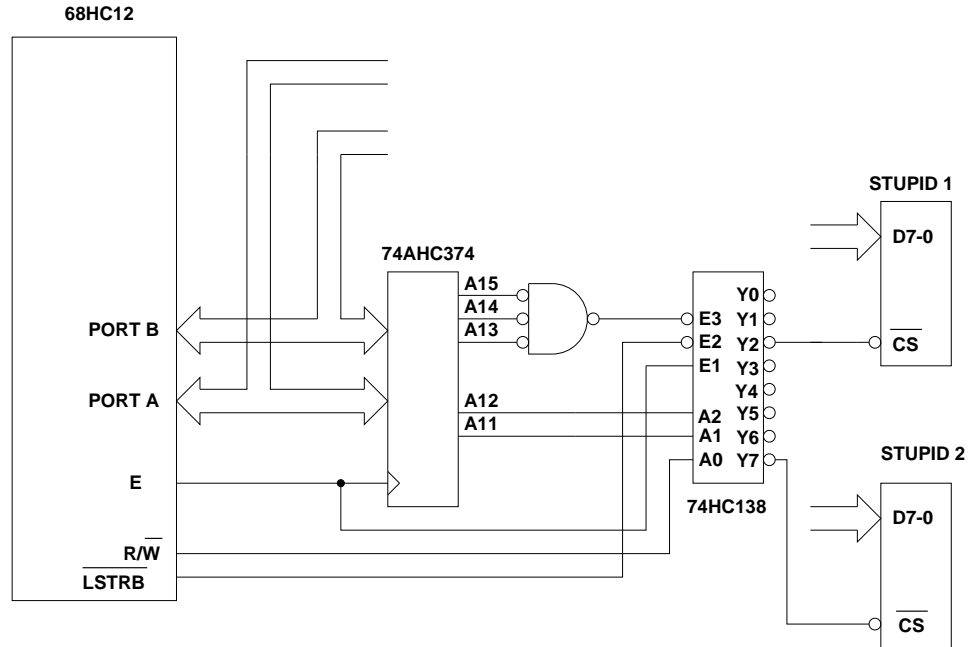 68HC12
STUPID 1
D7-0
CS
74AHC374
A15
A14
A13
A12
A11
PORT B
PORT A
E
R/W
LSTRB
E3
E2
E1
A2
A1
A0
Y0
Y1
Y2
Y3
Y4
Y5
Y6
Y7
74HC138
STUPID 2
D7-0
CS